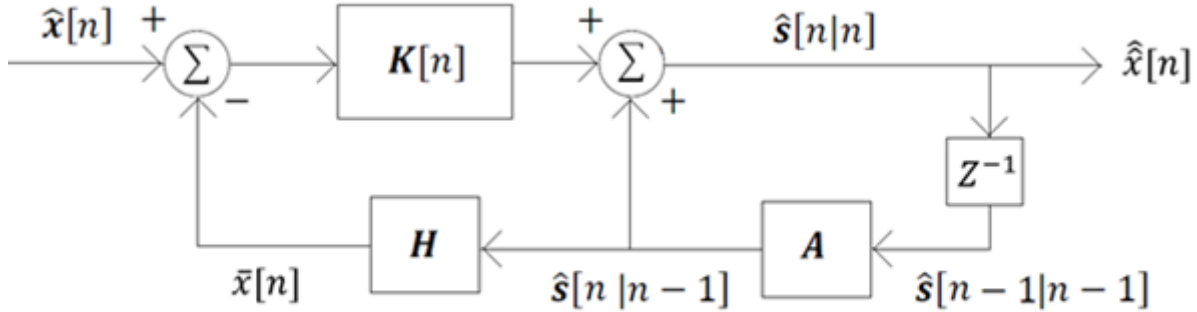 x̂[n] + Σ − K[n] + Σ + ŝ[n|n] x̂̂[n]
Z⁻¹
H A
x̄[n] ŝ[n |n − 1] ŝ[n − 1|n − 1]